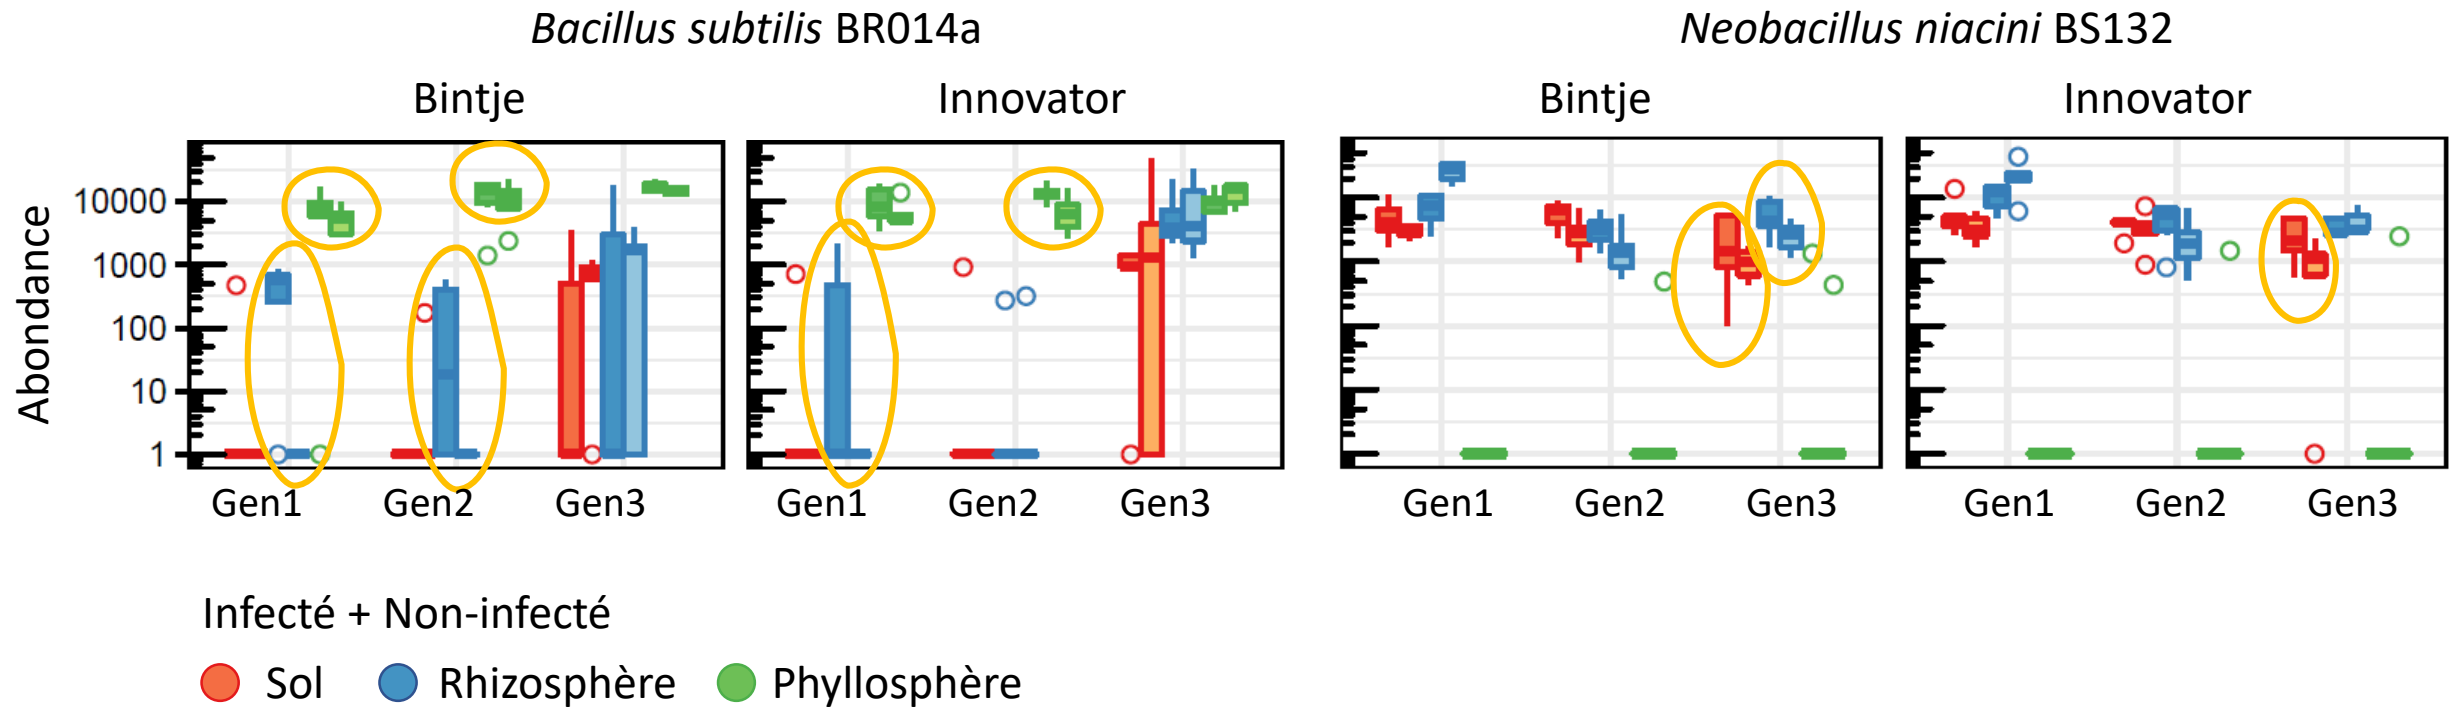 Bacillus subtilis BR014a
Neobacillus niacini BS132
Bintje
Innovator
Bintje
Innovator
Abondance
10000
1000
100
10
1
Gen1 Gen2 Gen3
Gen1 Gen2 Gen3
Gen1 Gen2 Gen3
Gen1 Gen2 Gen3
Infecté + Non-infecté
Sol Rhizosphère Phyllosphère